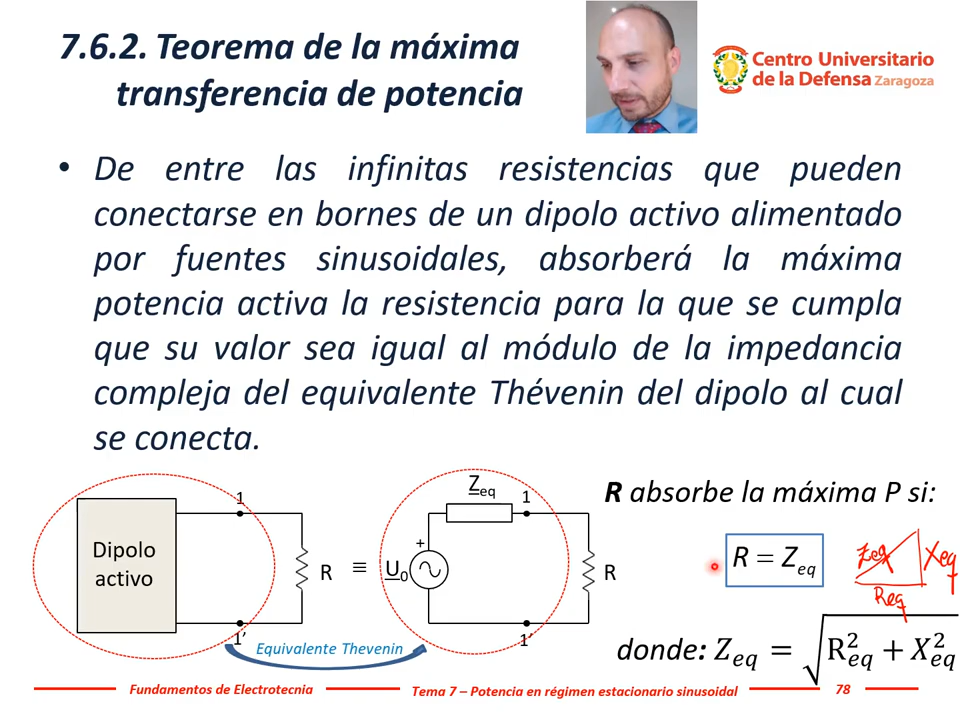 7.6.2. Teorema de la máxima
transferencia de potencia
Centro Universitario
de la Defensa Zaragoza
• De entre las infinitas resistencias que pueden
conectarse en bornes de un dipolo activo alimentado
por fuentes sinusoidales, absorberá la máxima
potencia activa la resistencia para la que se cumpla
que su valor sea igual al módulo de la impedancia
compleja del equivalente Thévenin del dipolo al cual
se conecta.
1
Dipolo
activo
R
1'
≡
Z_eq
1
+
U_0
R
1'
Equivalente Thevenin
R absorbe la máxima P si:
R = Z_eq
Zeq
Xeq
Req
donde: Z_eq = √(R_eq^2 + X_eq^2)
Fundamentos de Electrotecnia
Tema 7 – Potencia en régimen estacionario sinusoidal
78